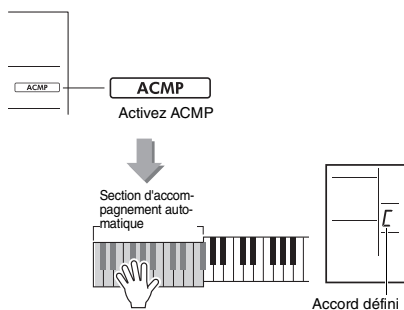 ACMP
ACMP
Activez ACMP
Section d'accom-
pagnement auto-
matique
C
Accord défini